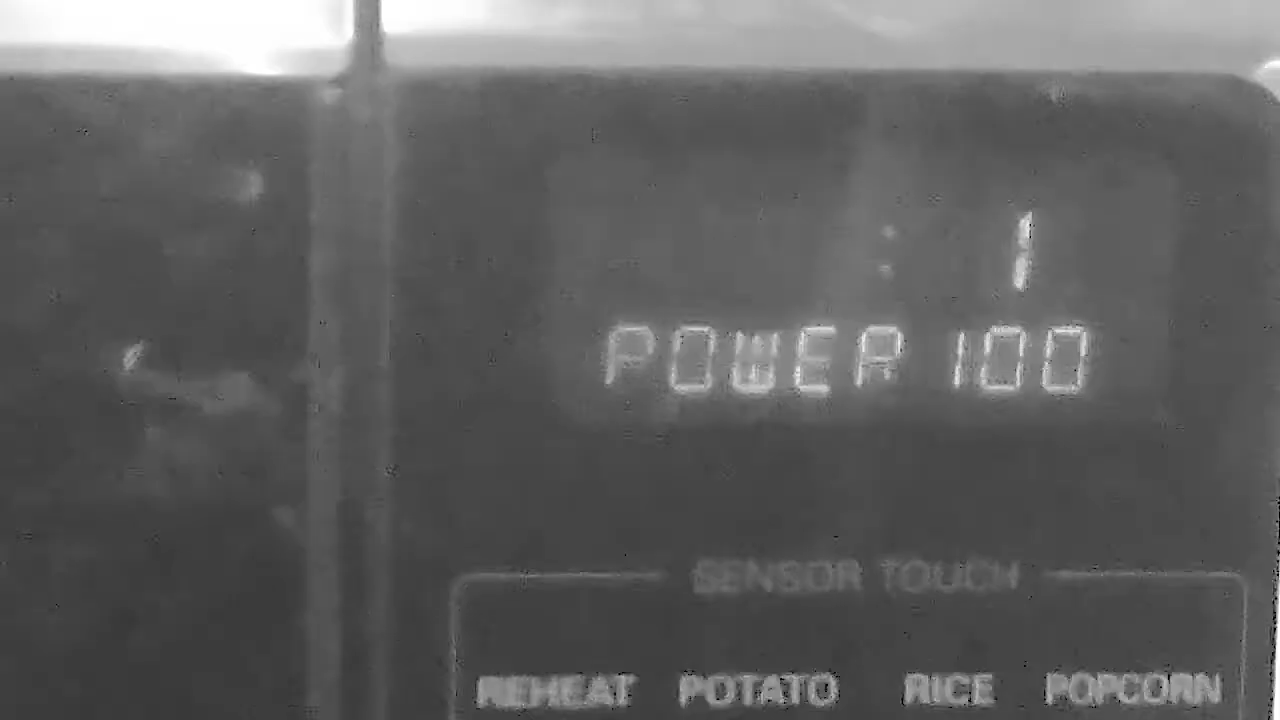 : 1
POWER 100
SENSOR TOUCH
REHEAT POTATO RICE POPCORN